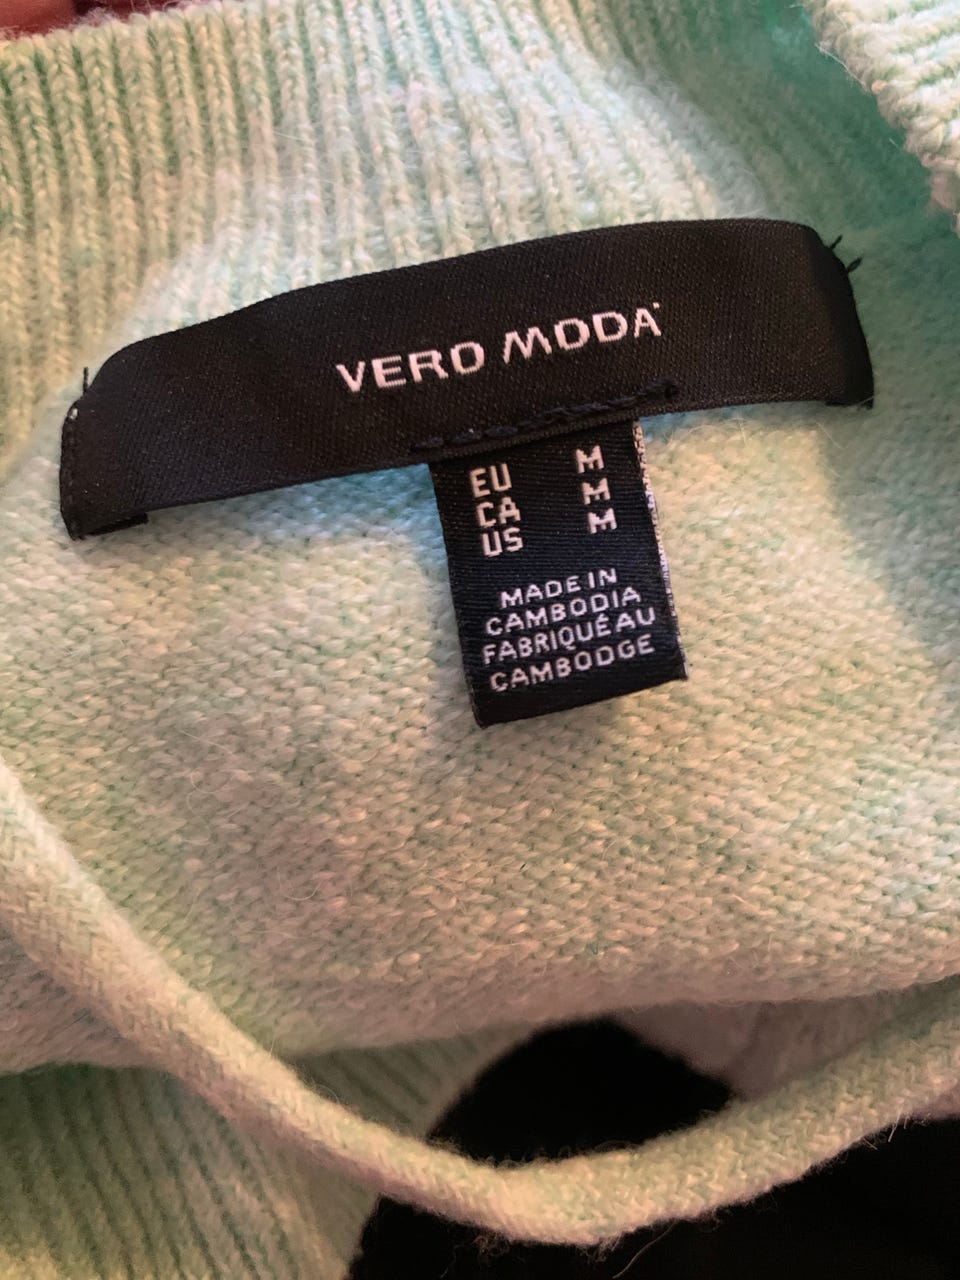 VERO MODA
EU M
CA M
US M
MADE IN
CAMBODIA
FABRIQUÉ AU
CAMBODGE